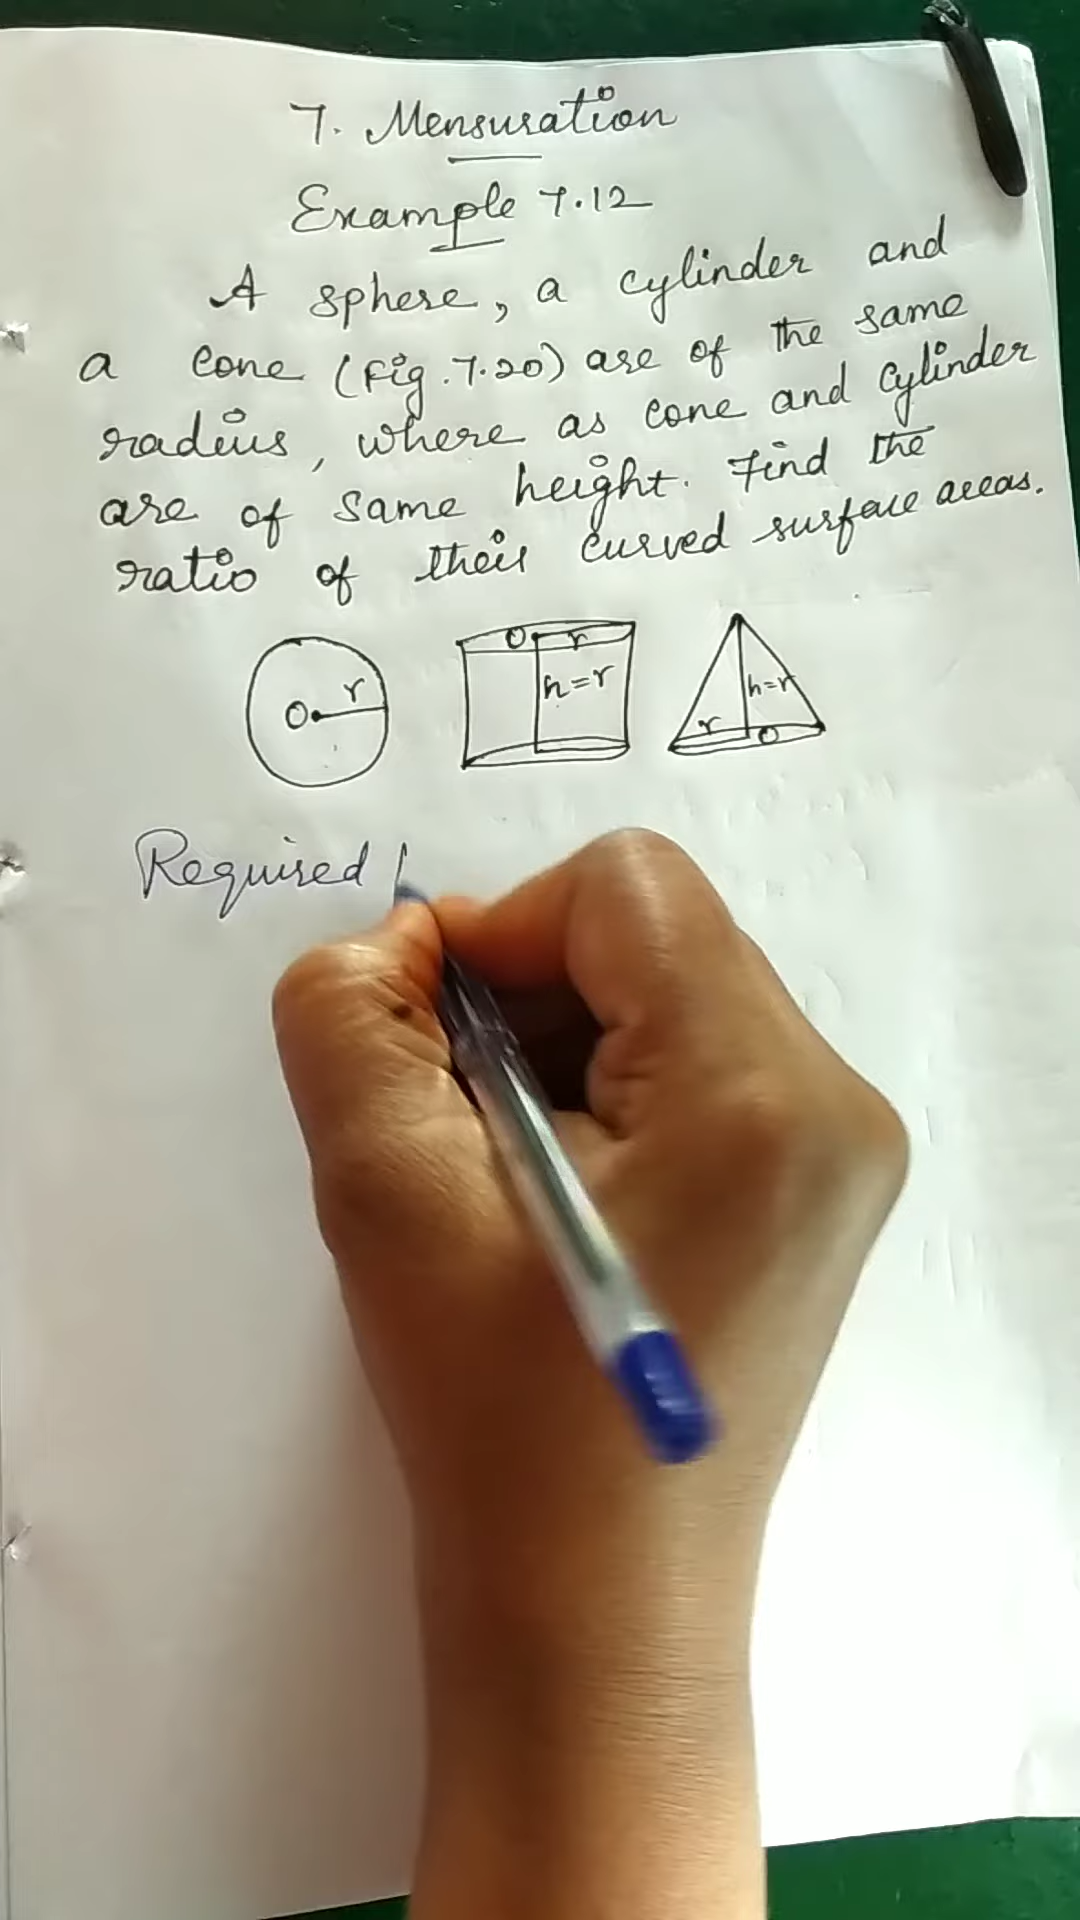 7. Mensuration
Example 7.12
A sphere, a cylinder and
a cone (Fig. 7.20) are of the same
radius, where as cone and cylinder
are of same height. Find the
ratio of their curved surface areas.
O r
O r
h=r
h=r
r O
Required